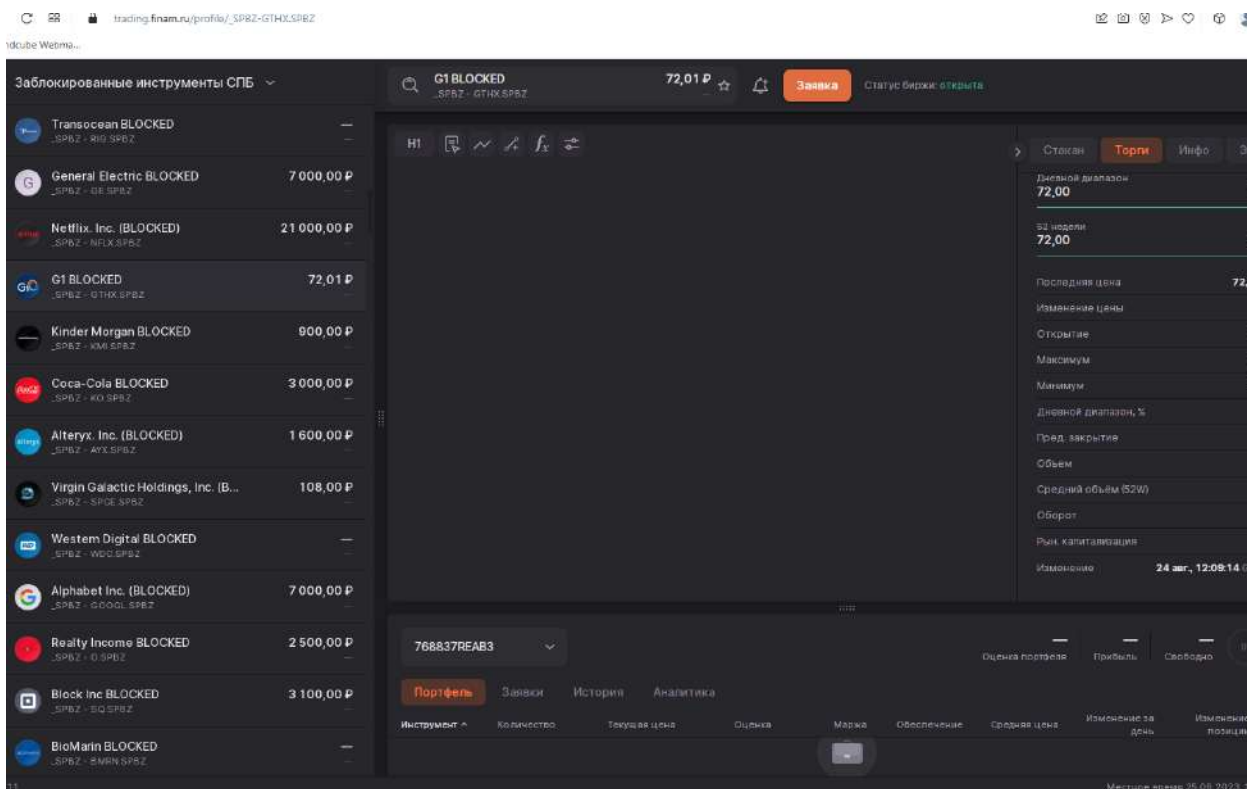 trading.finam.ru/profile/_SPBZ-GTHX.SPBZ
Заблокированные инструменты СПБ
G1 BLOCKED
_SPBZ - GTHX.SPBZ
72,01 ₽
Заявка
Статус биржи: открыта
Transocean BLOCKED
—
_SPBZ - RIG.SPBZ
General Electric BLOCKED
7 000,00 ₽
_SPBZ - GE.SPBZ
Netflix. Inc. (BLOCKED)
21 000,00 ₽
_SPBZ - NFLX.SPBZ
G1 BLOCKED
72,01 ₽
_SPBZ - GTHX.SPBZ
Kinder Morgan BLOCKED
900,00 ₽
_SPBZ - KMI.SPBZ
Coca-Cola BLOCKED
3 000,00 ₽
_SPBZ - KO.SPBZ
Alteryx. Inc. (BLOCKED)
1 600,00 ₽
_SPBZ - AYX.SPBZ
Virgin Galactic Holdings, Inc. (B...
108,00 ₽
_SPBZ - SPCE.SPBZ
Western Digital BLOCKED
—
_SPBZ - WDC.SPBZ
Alphabet Inc. (BLOCKED)
7 000,00 ₽
_SPBZ - GOOGL.SPBZ
Realty Income BLOCKED
2 500,00 ₽
_SPBZ - O.SPBZ
Block Inc BLOCKED
3 100,00 ₽
_SPBZ - SQ.SPBZ
BioMarin BLOCKED
—
_SPBZ - BMRN.SPBZ
H1
fx
Стакан
Торги
Инфо
Дневной диапазон
72,00
52 недели
72,00
Последняя цена
72,
Изменение цены
Открытие
Максимум
Минимум
Дневной диапазон, %
Пред. закрытие
Объем
Средний объём (52W)
Оборот
Рын. капитализация
Изменение
24 авг., 12:09:14
768837REAB3
Оценка портфеля
Прибыль
Свободно
Портфель
Заявки
История
Аналитика
Инструмент
Количество
Текущая цена
Оценка
Маржа
Обеспечение
Средняя цена
Изменение за день
Изменение позиции
Местное время 25.08.2023